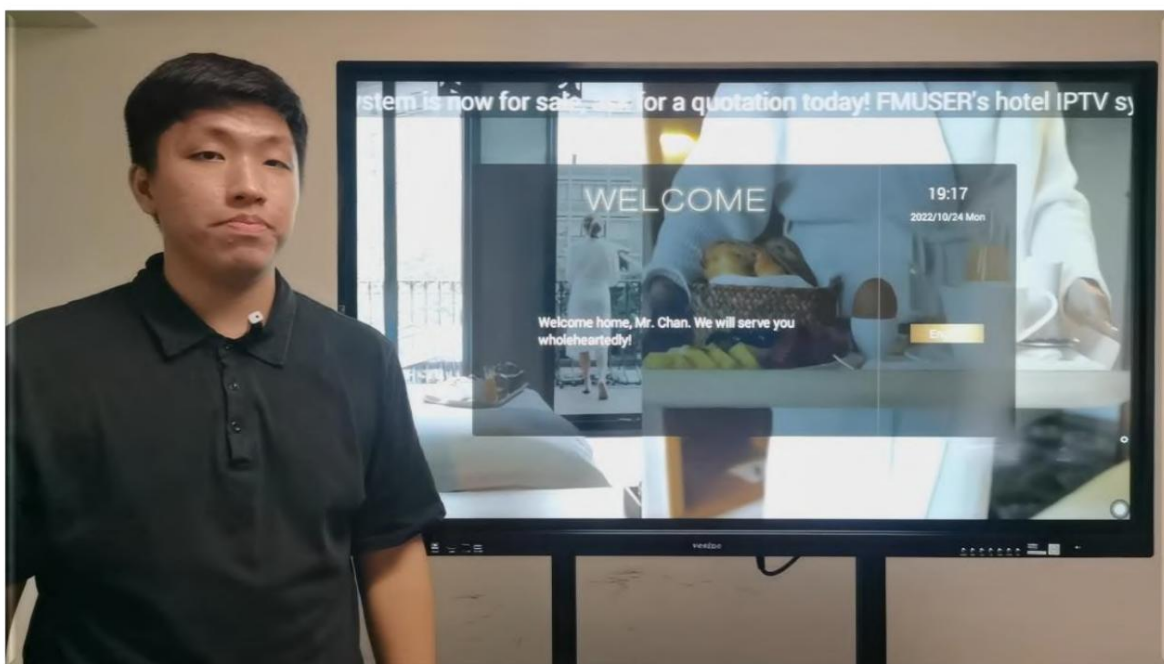 ystem is now for sale, ask for a quotation today! FMUSER's hotel IPTV sy
WELCOME
19:17
2022/10/24 Mon
Welcome home, Mr. Chan. We will serve you
wholeheartedly!